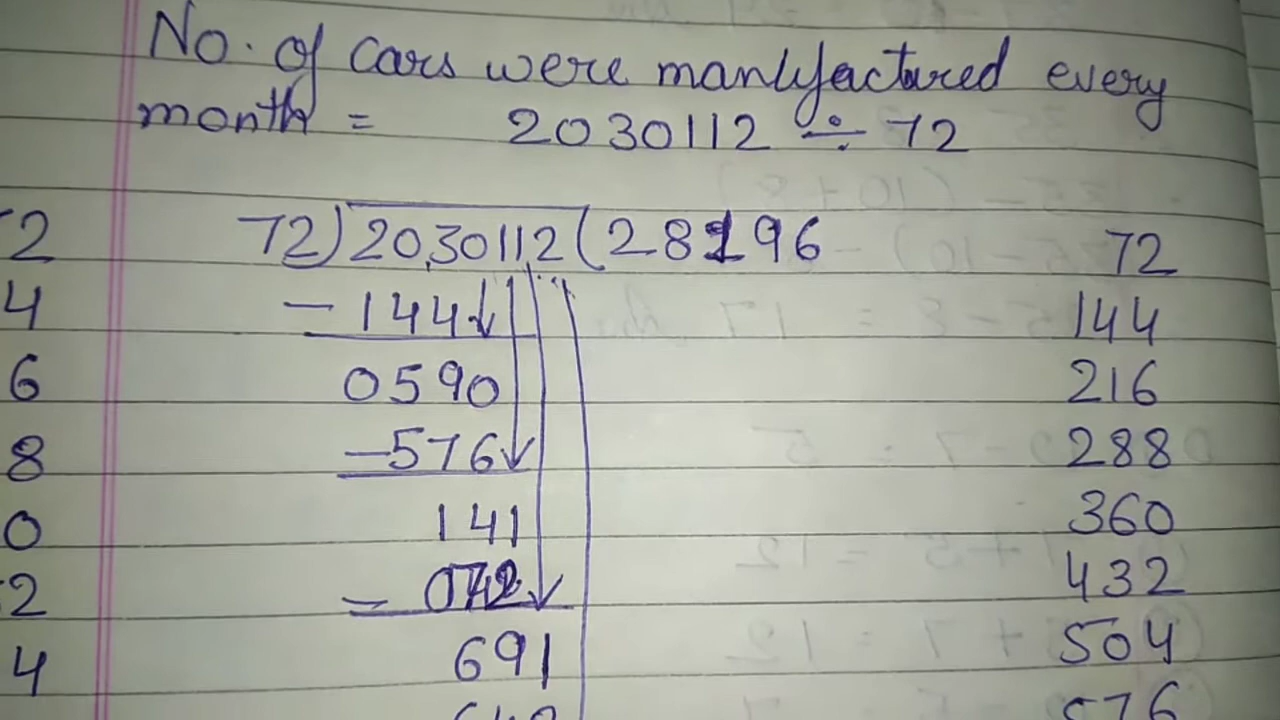 No. of cars were manufactured every
month = 2030112 ÷ 72
2 72)2030112(28196 72
4 - 144 144
6 0590 216
8 -576 288
0 141 360
2 - 072 432
4 691 504
576